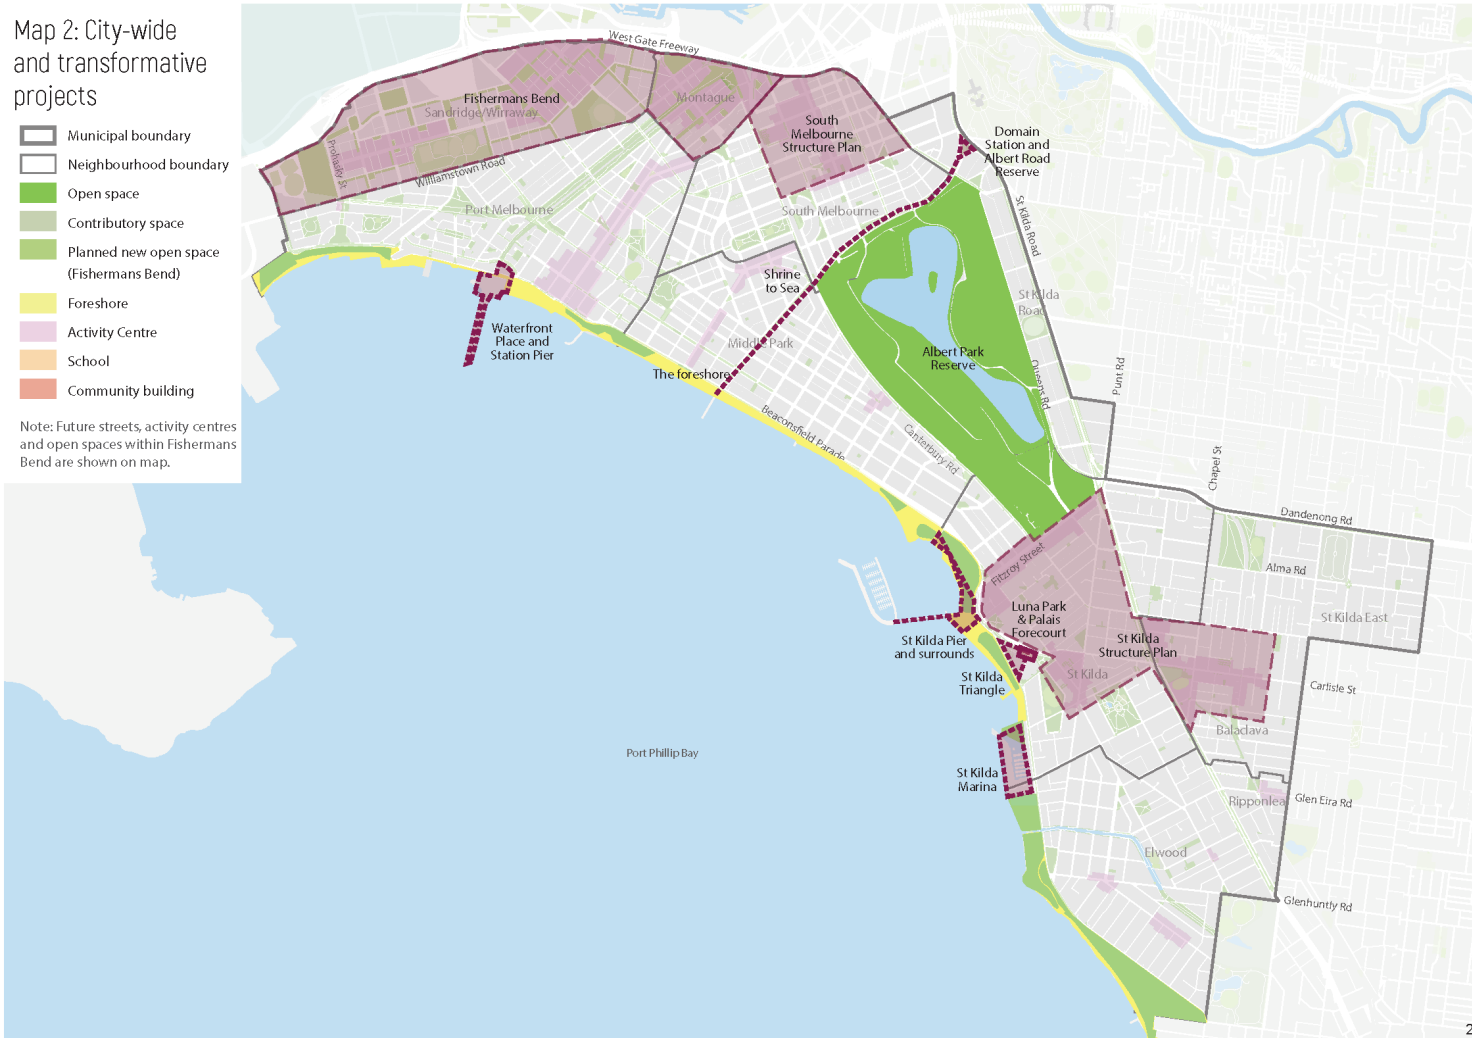 Map 2: City-wide
and transformative
projects
Municipal boundary
Neighbourhood boundary
Open space
Contributory space
Planned new open space
(Fishermans Bend)
Foreshore
Activity Centre
School
Community building
Note: Future streets, activity centres
and open spaces within Fishermans
Bend are shown on map.
West Gate Freeway
Fishermans Bend
Sandridge/Wirraway
Montague
South
Melbourne
Structure Plan
Domain
Station and
Albert Road
Reserve
Prohasky St
Williamstown Road
Port Melbourne
South Melbourne
St Kilda Road
Shrine
to Sea
St Kilda
Road
Waterfront
Place and
Station Pier
Middle Park
Albert Park
Reserve
The foreshore
Queens Rd
Punt Rd
Beaconsfield Parade
Canterbury Rd
Chapel St
Dandenong Rd
Fitzroy Street
Alma Rd
Luna Park
& Palais
Forecourt
St Kilda East
St Kilda Pier
and surrounds
St Kilda
Structure Plan
St Kilda
Triangle
St Kilda
Carlisle St
Balaclava
Port Phillip Bay
St Kilda
Marina
Ripponlea
Glen Eira Rd
Elwood
Glenhuntly Rd
2